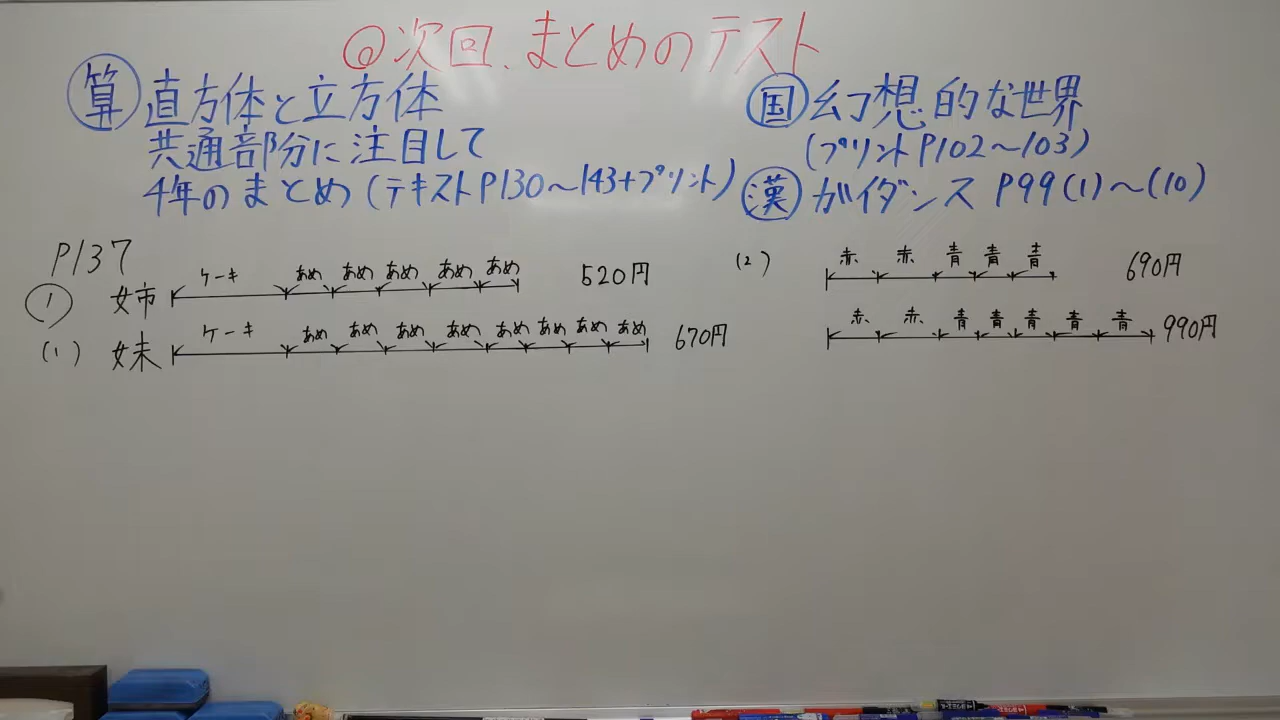 @次回、まとめのテスト
算 直方体と立方体
共通部分に注目して
4年のまとめ(テキストP130～143+プリント)
国 幻想的な世界
(プリントP102～103)
漢 ガイダンス P99(1)～(10)
P137
① 姉 ケーキ あめ あめ あめ あめ あめ 520円
(1) 妹 ケーキ あめ あめ あめ あめ あめ あめ あめ あめ 670円
(2) 赤 赤 青 青 青 690円
赤 赤 青 青 青 青 青 990円